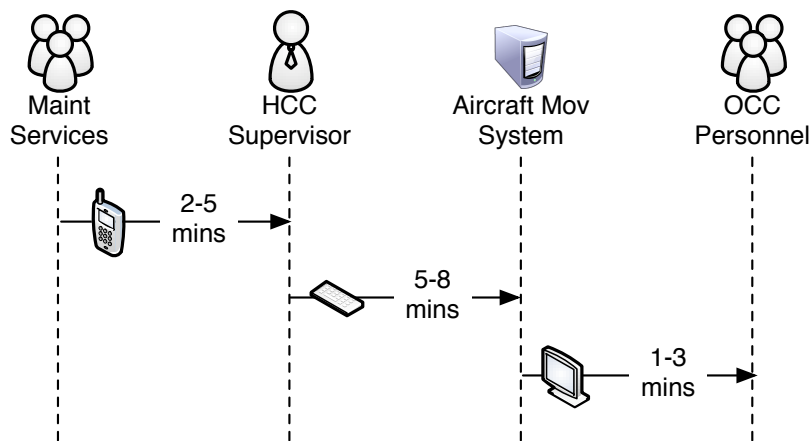 Maint
Services
HCC
Supervisor
Aircraft Mov
System
OCC
Personnel
2-5
mins
5-8
mins
1-3
mins